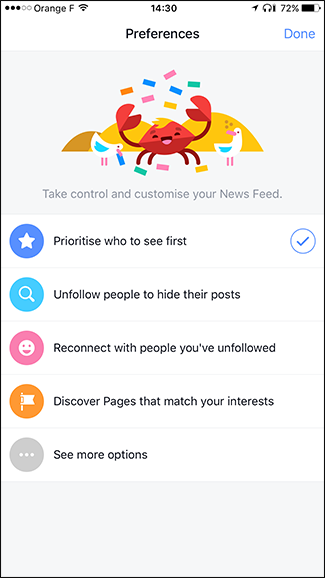 Orange F 14:30 72%
Preferences Done
Take control and customise your News Feed.
Prioritise who to see first
Unfollow people to hide their posts
Reconnect with people you've unfollowed
Discover Pages that match your interests
See more options